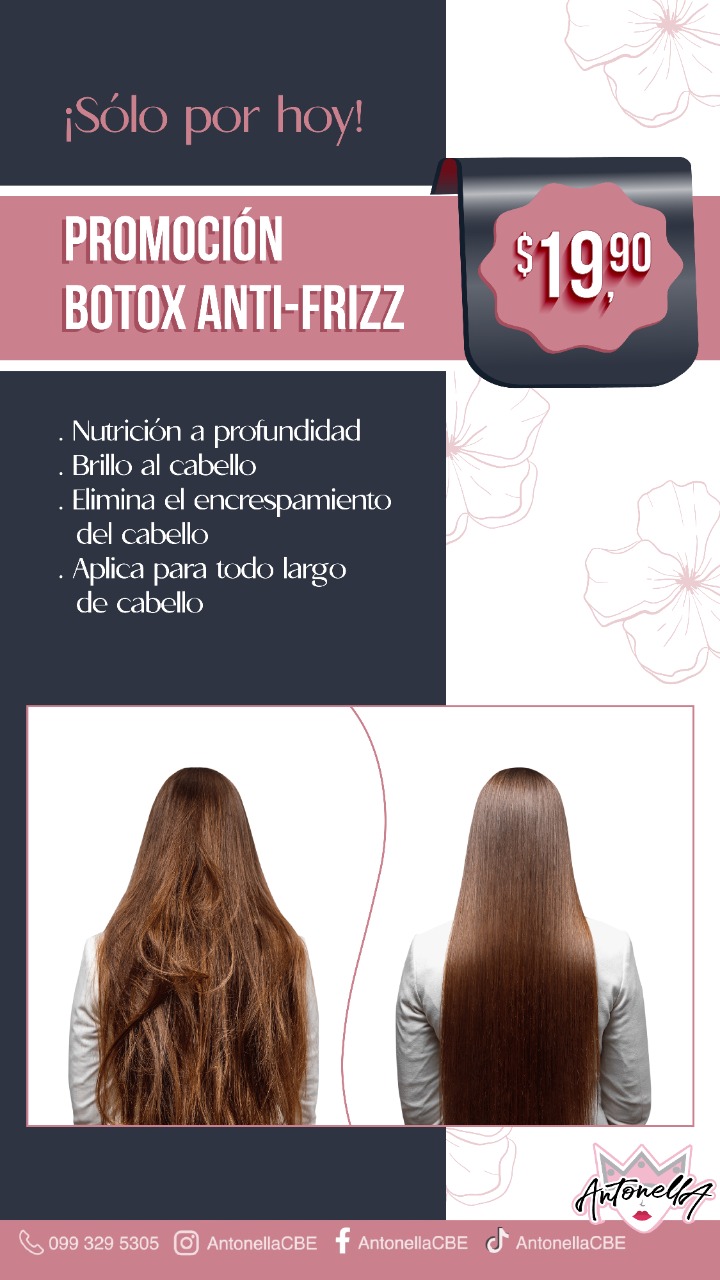 ¡Sólo por hoy!
PROMOCIÓN
BOTOX ANTI-FRIZZ
$19,90
. Nutrición a profundidad
. Brillo al cabello
. Elimina el encrespamiento
del cabello
. Aplica para todo largo
de cabello
AntonellA
099 329 5305 AntonellaCBE AntonellaCBE AntonellaCBE